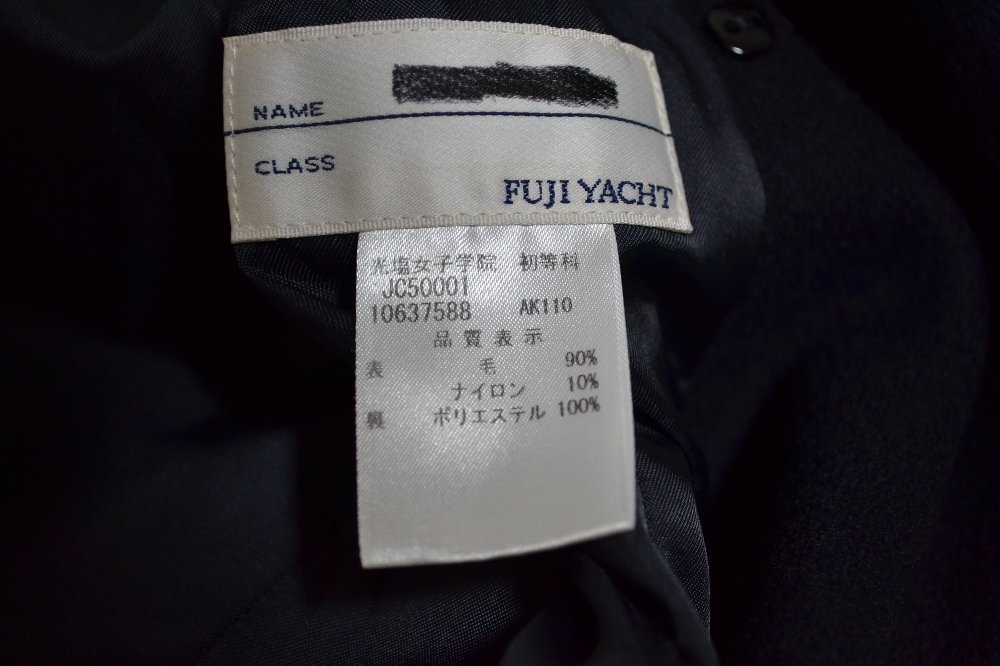 NAME
CLASS
FUJI YACHT
光塩女子学院 初等科
JC50001
10637588 AK110
品質表示
表 毛 90%
ナイロン 10%
裏 ポリエステル 100%